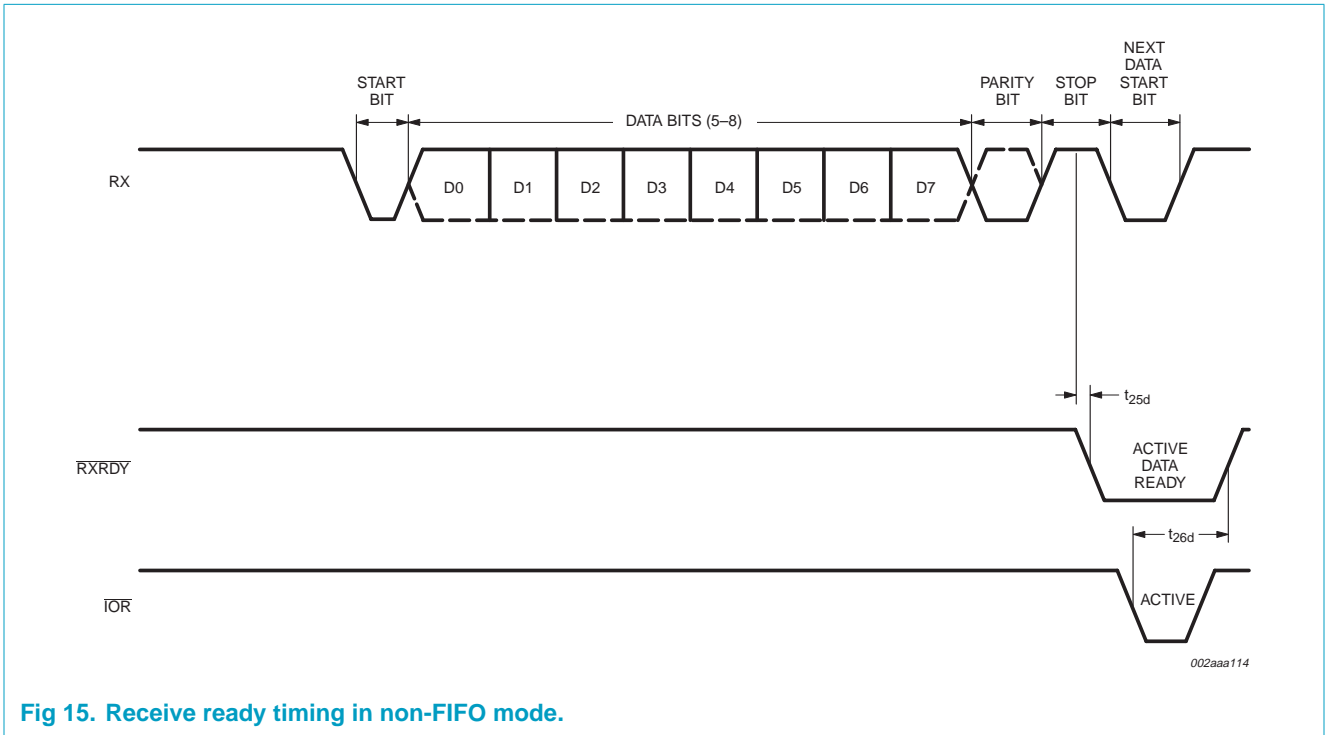 START
BIT
DATA BITS (5–8)
PARITY
BIT
STOP
BIT
NEXT
DATA
START
BIT
RX
D0
D1
D2
D3
D4
D5
D6
D7
t25d
RXRDY
ACTIVE
DATA
READY
t26d
IOR
ACTIVE
002aaa114
Fig 15. Receive ready timing in non-FIFO mode.